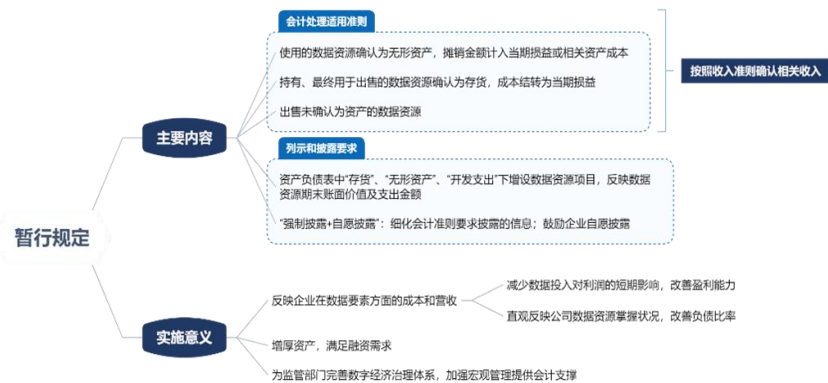 暂行规定
主要内容
会计处理适用准则
使用的数据资源确认为无形资产，摊销金额计入当期损益或相关资产成本
持有、最终用于出售的数据资源确认为存货，成本结转为当期损益
出售未确认为资产的数据资源
按照收入准则确认相关收入
列示和披露要求
资产负债表中“存货”、“无形资产”、“开发支出”下增设数据资源项目，反映数据
资源期末账面价值及支出金额
“强制披露+自愿披露”：细化会计准则要求披露的信息；鼓励企业自愿披露
实施意义
反映企业在数据要素方面的成本和营收
减少数据投入对利润的短期影响，改善盈利能力
直观反映公司数据资源掌握状况，改善负债比率
增厚资产，满足融资需求
为监管部门完善数字经济治理体系，加强宏观管理提供会计支撑